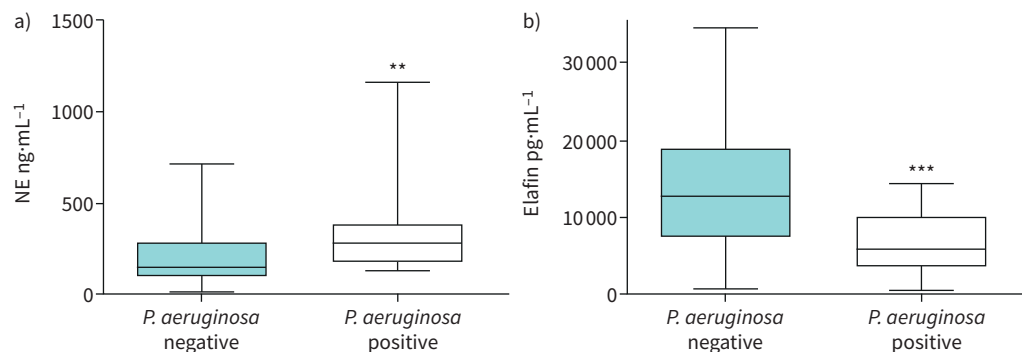 a)
NE ng·mL⁻¹
1500
1000
500
0
**
P. aeruginosa
negative
P. aeruginosa
positive
b)
Elafin pg·mL⁻¹
30 000
20 000
10 000
0
***
P. aeruginosa
negative
P. aeruginosa
positive